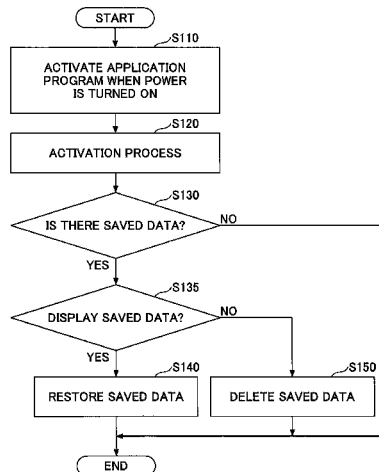 START
S110
ACTIVATE APPLICATION
PROGRAM WHEN POWER
IS TURNED ON
S120
ACTIVATION PROCESS
S130
IS THERE SAVED DATA?
NO
YES
S135
DISPLAY SAVED DATA?
NO
YES
S140
RESTORE SAVED DATA
S150
DELETE SAVED DATA
END